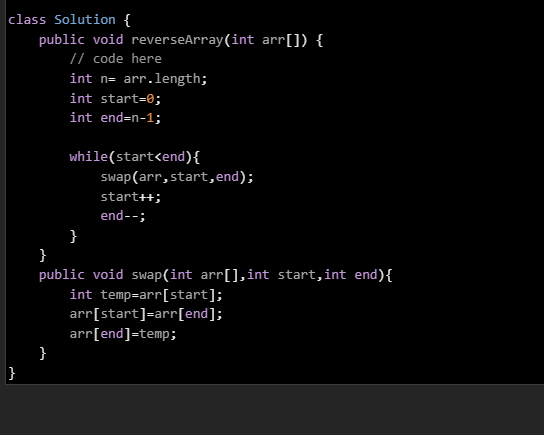 class Solution {
    public void reverseArray(int arr[]) {
        // code here
        int n= arr.length;
        int start=0;
        int end=n-1;

        while(start<end){
            swap(arr,start,end);
            start++;
            end--;
        }
    }
    public void swap(int arr[],int start,int end){
        int temp=arr[start];
        arr[start]=arr[end];
        arr[end]=temp;
    }
}